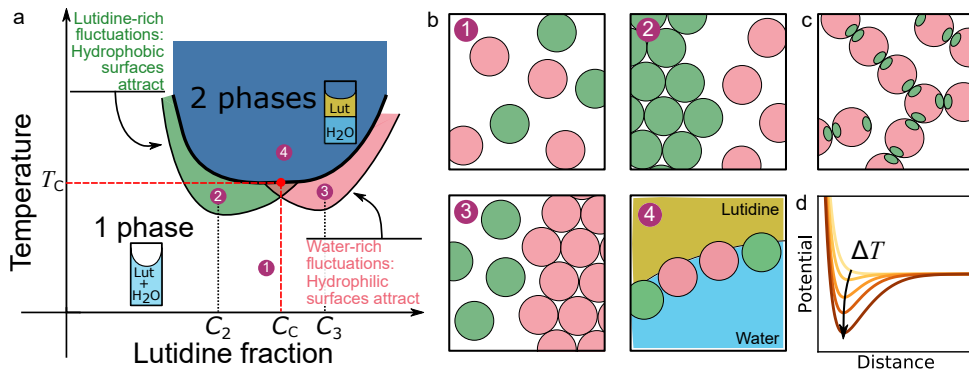 a
Lutidine-rich
fluctuations:
Hydrophobic
surfaces
attract
2 phases
Lut
H2O
4
TC
2
3
1 phase
Lut
+
H2O
1
Water-rich
fluctuations:
Hydrophilic
surfaces attract
C2
CC
C3
Temperature
Lutidine fraction
b
1
2
3
4
Lutidine
Water
c
d
ΔT
Potential
Distance